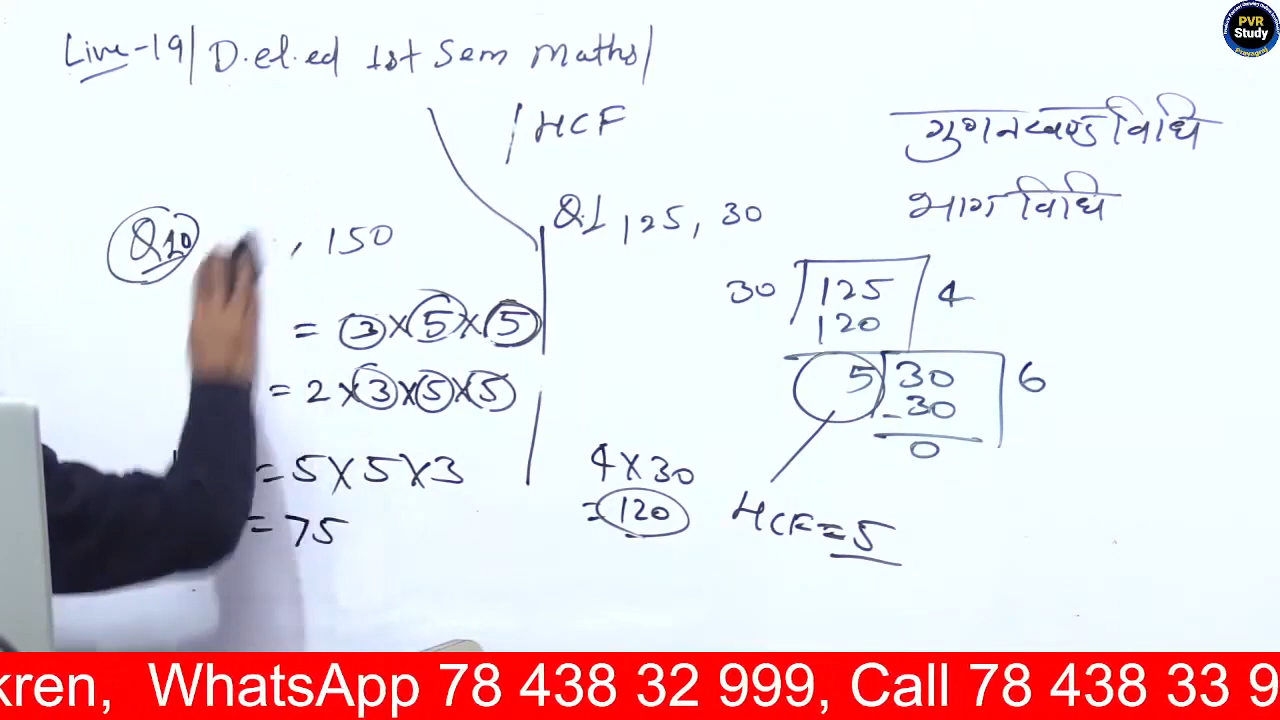 Live-19/ D.el.ed 1st Sem Maths/
/HCF
गुणनखण्ड विधि
भाग विधि
Q10 , 150
= 3×5×5
= 2×3×5×5
= 5×5×3
= 75
Q1 125, 30
30 125 4
120
5 30 6
-30
0
4×30
=120
HCF=5
PVR
Study
Prayagraj
kren, WhatsApp 78 438 32 999, Call 78 438 33 9